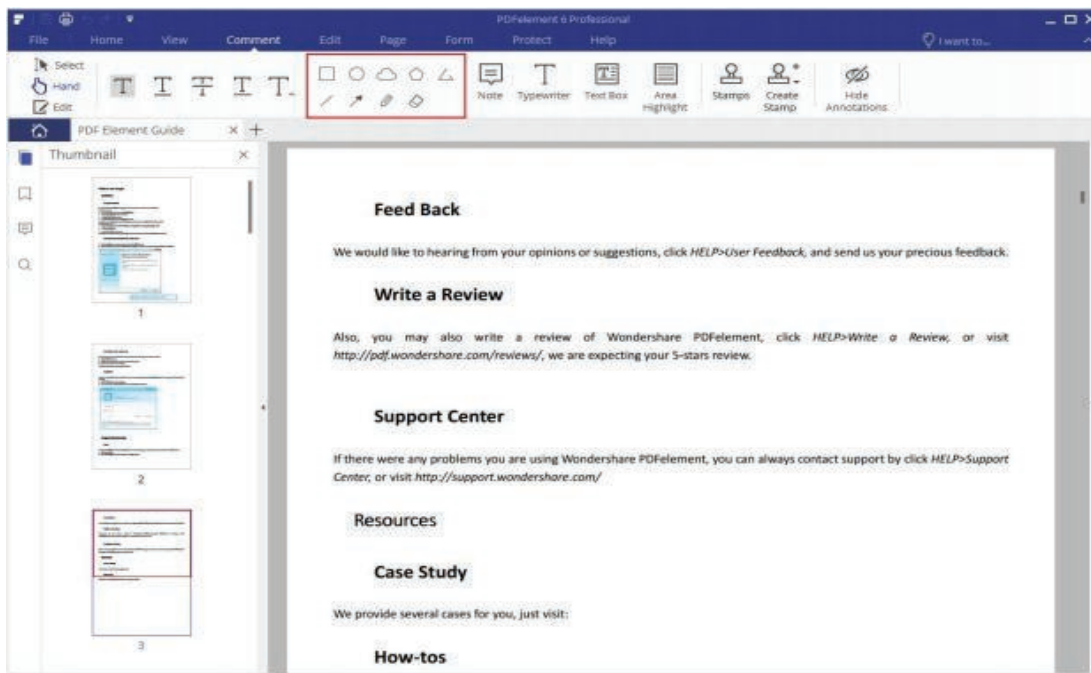 PDFelement 6 Professional
File Home View Comment Edit Page Form Protect Help I want to...
Select
Hand
Edit
T T T T T
Note Typewriter Text Box Area Highlight Stamps Create Stamp Hide Annotations
PDF Element Guide
Thumbnail
1
2
3
Feed Back
We would like to hearing from your opinions or suggestions, click HELP>User Feedback, and send us your precious feedback.
Write a Review
Also, you may also write a review of Wondershare PDFelement, click HELP>Write a Review, or visit
http://pdf.wondershare.com/reviews/, we are expecting your 5-stars review.
Support Center
If there were any problems you are using Wondershare PDFelement, you can always contact support by click HELP>Support
Center, or visit http://support.wondershare.com/
Resources
Case Study
We provide several cases for you, just visit:
How-tos